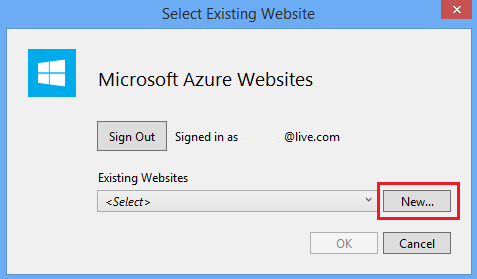 Select Existing Website
Microsoft Azure Websites
Sign Out Signed in as @live.com
Existing Websites
<Select> New...
OK Cancel